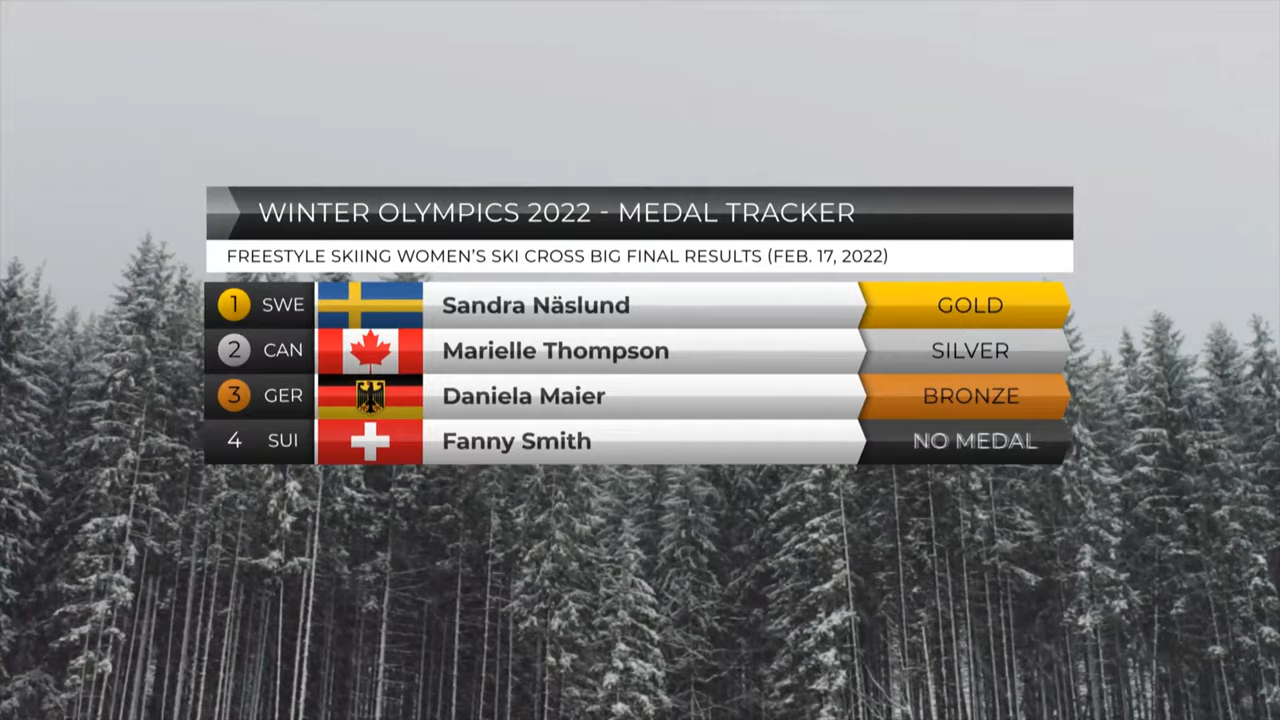 WINTER OLYMPICS 2022 - MEDAL TRACKER
FREESTYLE SKIING WOMEN'S SKI CROSS BIG FINAL RESULTS (FEB. 17, 2022)
1 SWE Sandra Näslund GOLD
2 CAN Marielle Thompson SILVER
3 GER Daniela Maier BRONZE
4 SUI Fanny Smith NO MEDAL